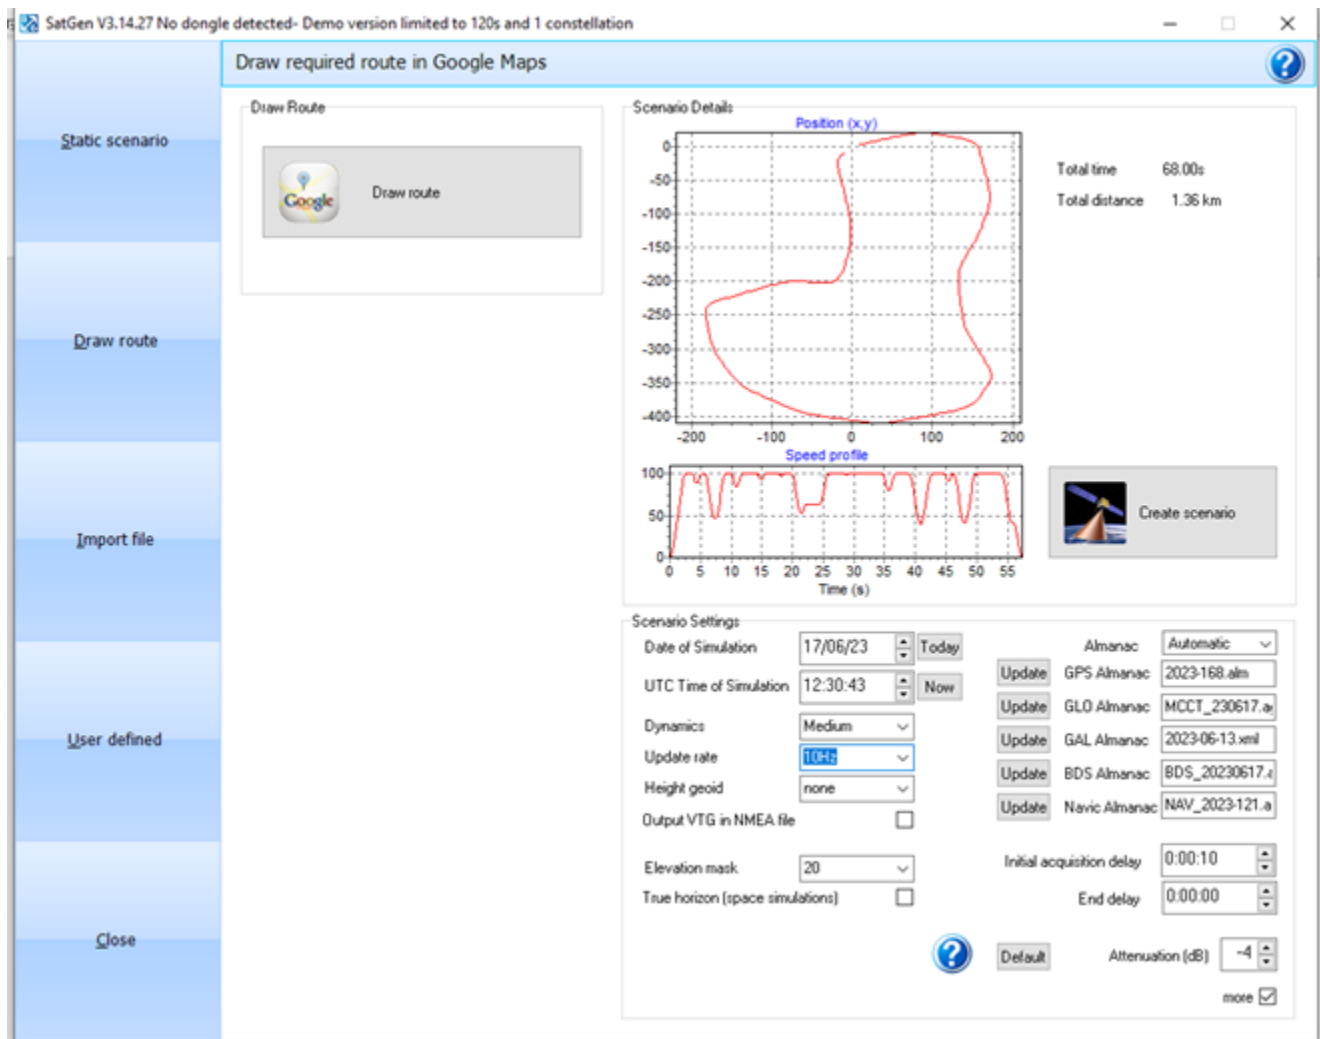 SatGen V3.14.27 No dongle detected- Demo version limited to 120s and 1 constellation
Draw required route in Google Maps
?
Static scenario
Draw route
Import file
User defined
Close
Draw Route
Google
Draw route
Scenario Details
Position (x,y)
0
-50
-100
-150
-200
-250
-300
-350
-400
-200 -100 0 100 200
Total time 68.00s
Total distance 1.36 km
Speed profile
100
50
0
0 5 10 15 20 25 30 35 40 45 50 55
Time (s)
Create scenario
Scenario Settings
Date of Simulation 17/06/23 Today
UTC Time of Simulation 12:30:43 Now
Dynamics Medium
Update rate 10Hz
Height geoid none
Output VTG in NMEA file
Elevation mask 20
True horizon (space simulations)
Almanac Automatic
Update GPS Almanac 2023-168.alm
Update GLO Almanac MCCT_230617.a
Update GAL Almanac 2023-06-13.xml
Update BDS Almanac BDS_20230617.
Update Navic Almanac NAV_2023-121.a
Initial acquisition delay 0:00:10
End delay 0:00:00
? Default Attenuation (dB) -4
more